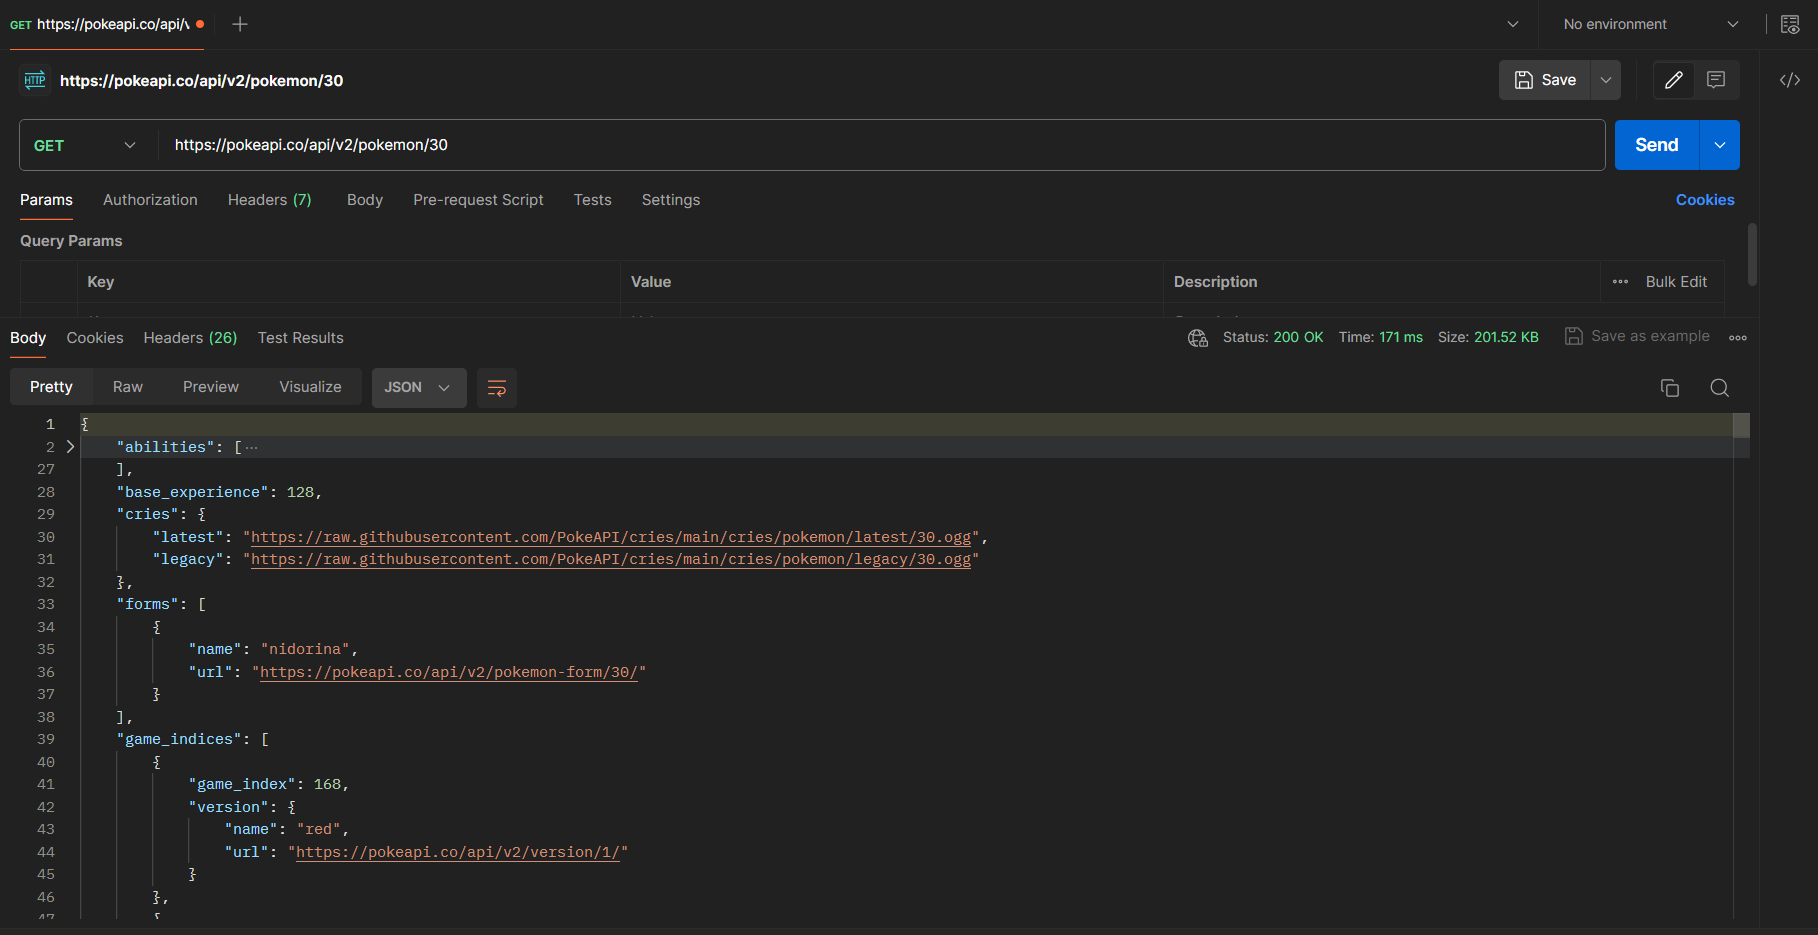 GET https://pokeapi.co/api/v
No environment
HTTP https://pokeapi.co/api/v2/pokemon/30
Save
GET https://pokeapi.co/api/v2/pokemon/30 Send
Params Authorization Headers (7) Body Pre-request Script Tests Settings Cookies
Query Params
Key Value Description Bulk Edit
Body Cookies Headers (26) Test Results Status: 200 OK Time: 171 ms Size: 201.52 KB Save as example
Pretty Raw Preview Visualize JSON
1 {
2 "abilities": [ ···
27 ],
28 "base_experience": 128,
29 "cries": {
30 "latest": "https://raw.githubusercontent.com/PokeAPI/cries/main/cries/pokemon/latest/30.ogg",
31 "legacy": "https://raw.githubusercontent.com/PokeAPI/cries/main/cries/pokemon/legacy/30.ogg"
32 },
33 "forms": [
34 {
35 "name": "nidorina",
36 "url": "https://pokeapi.co/api/v2/pokemon-form/30/"
37 }
38 ],
39 "game_indices": [
40 {
41 "game_index": 168,
42 "version": {
43 "name": "red",
44 "url": "https://pokeapi.co/api/v2/version/1/"
45 }
46 },
47 {